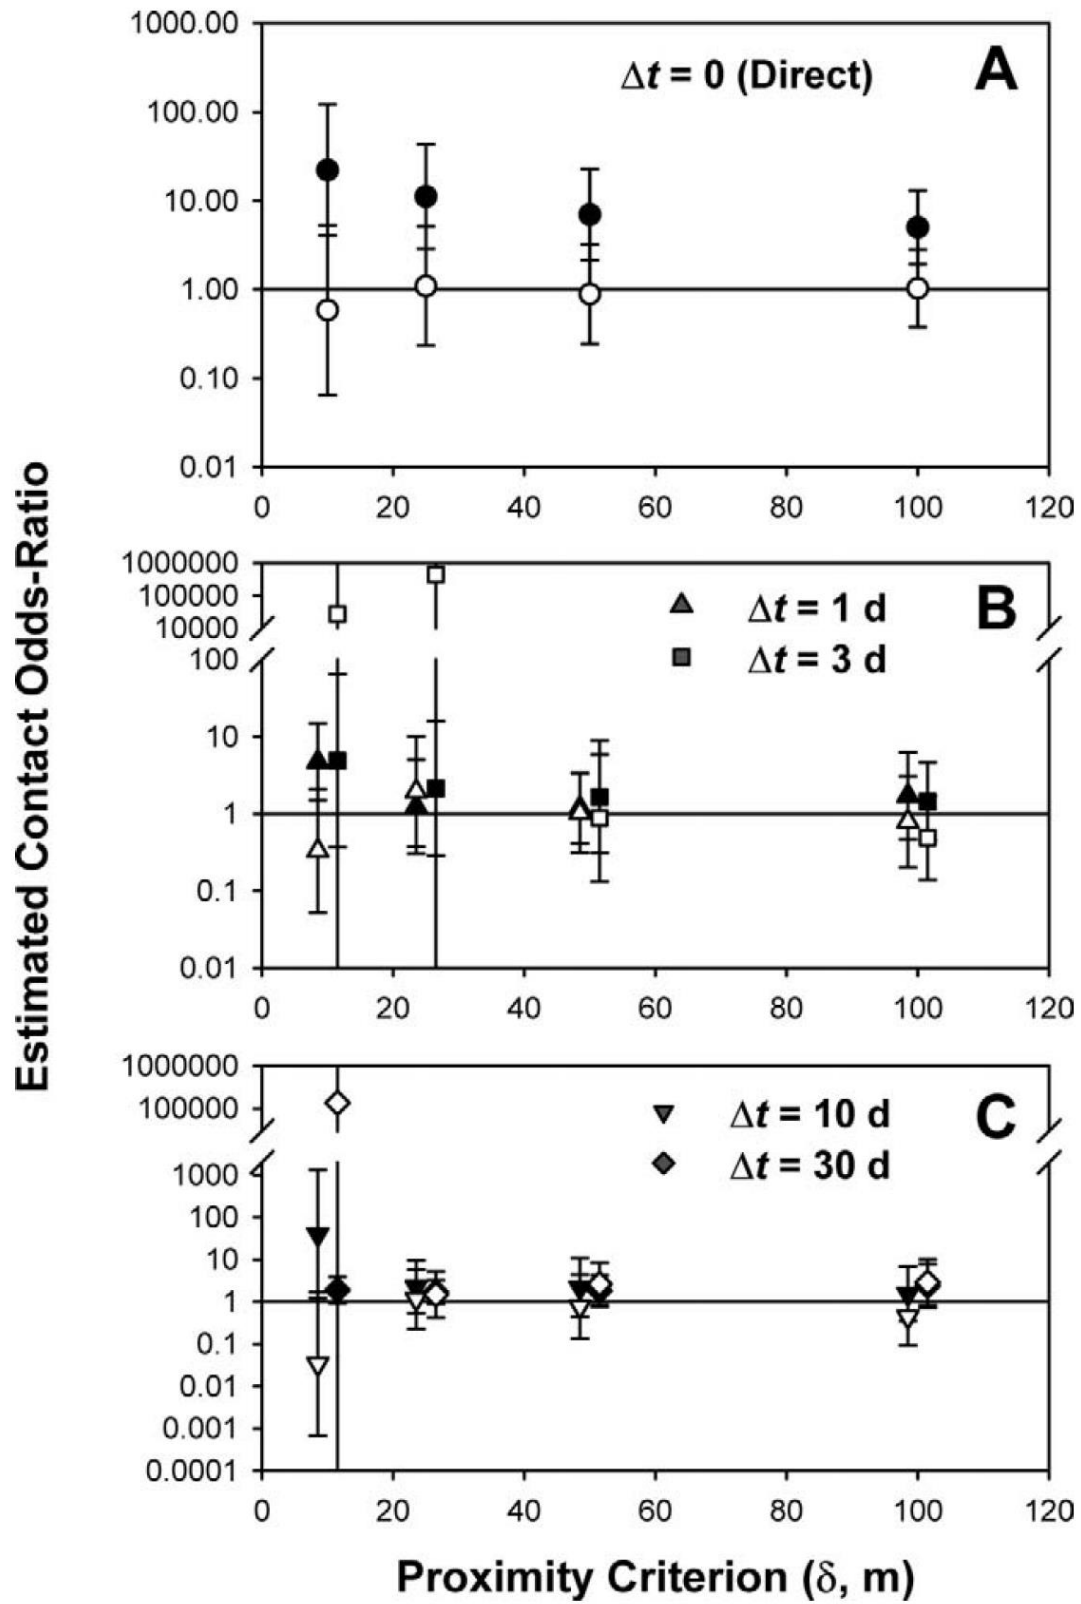 Estimated Contact Odds-Ratio
1000.00
100.00
10.00
1.00
0.10
0.01
Δt = 0 (Direct)
A
0 20 40 60 80 100 120
1000000
100000
10000
100
10
1
0.1
0.01
Δt = 1 d
Δt = 3 d
B
0 20 40 60 80 100 120
1000000
100000
1000
100
10
1
0.1
0.01
0.001
0.0001
Δt = 10 d
Δt = 30 d
C
0 20 40 60 80 100 120
Proximity Criterion (δ, m)